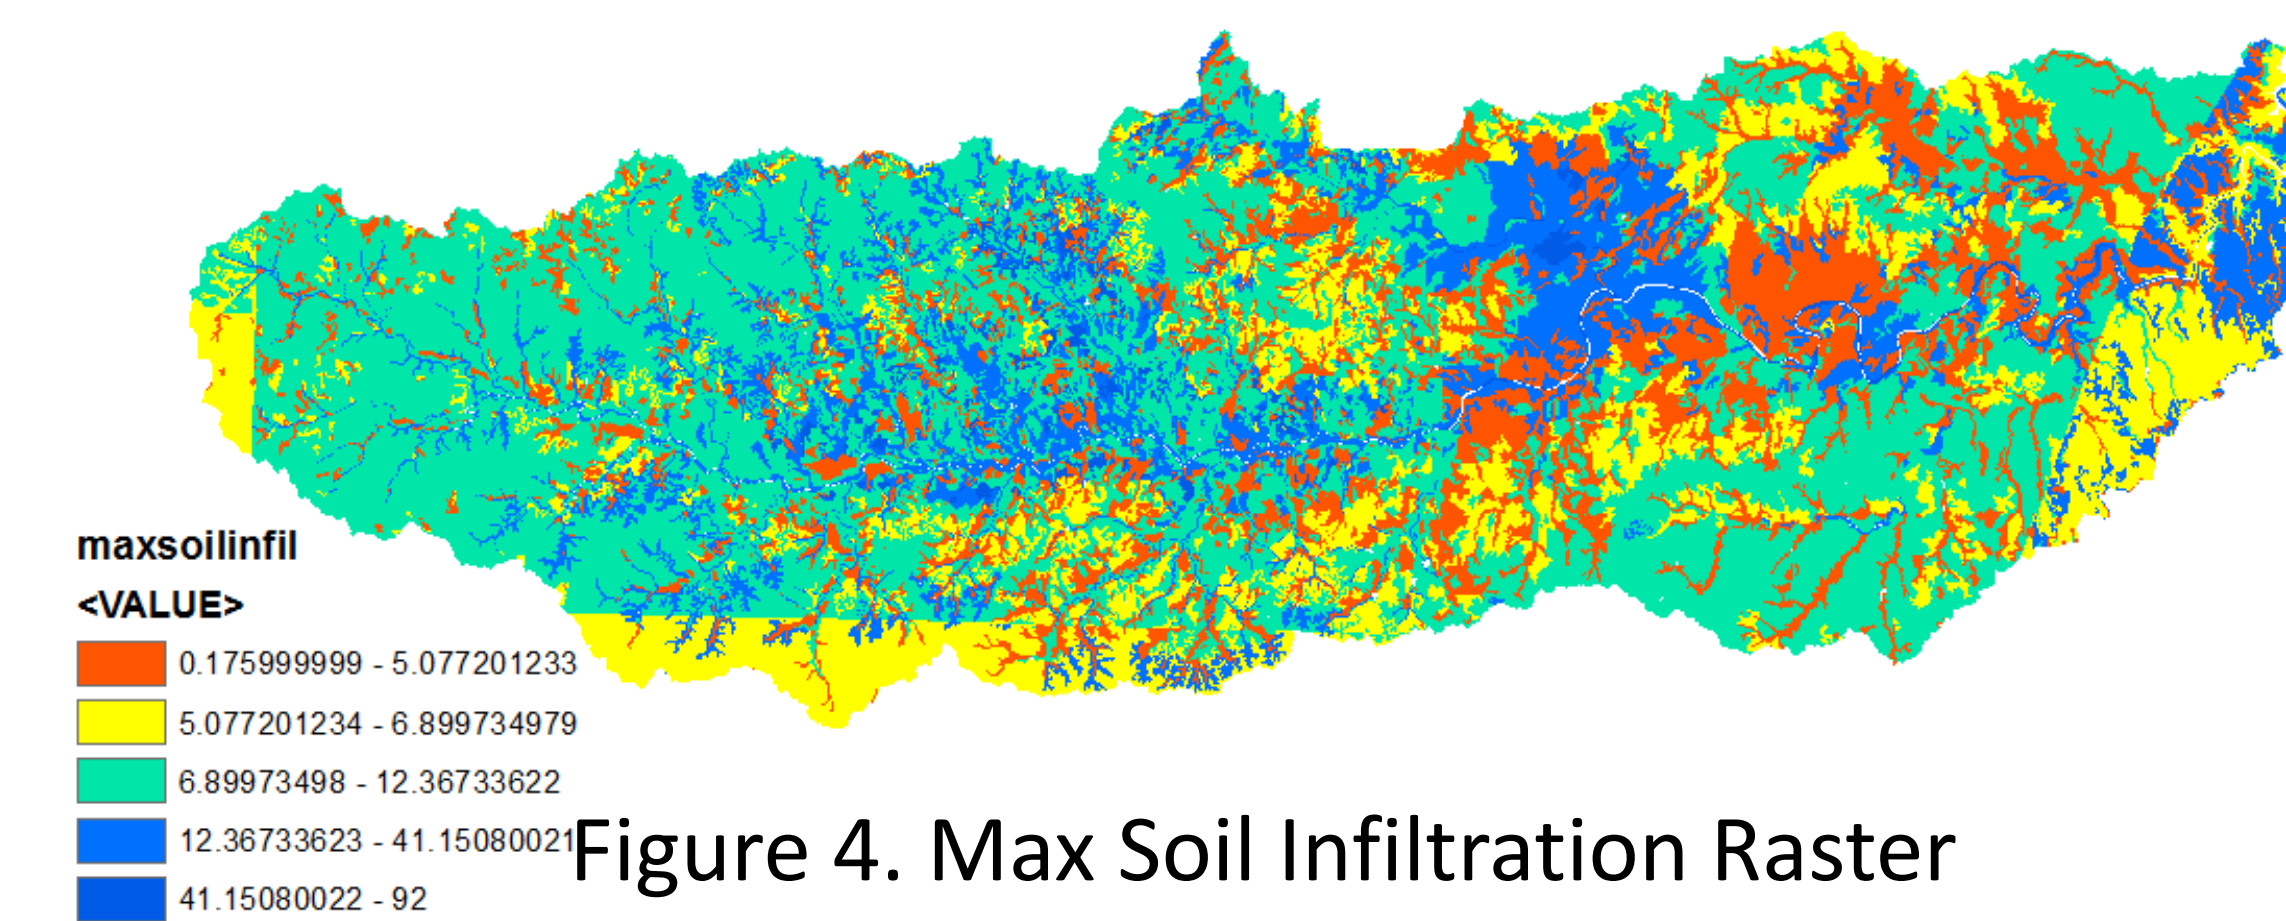 maxsoilinfil
<VALUE>
0.175999999 - 5.077201233
5.077201234 - 6.899734979
6.89973498 - 12.36733622
12.36733623 - 41.15080021
41.15080022 - 92
Figure 4. Max Soil Infiltration Raster